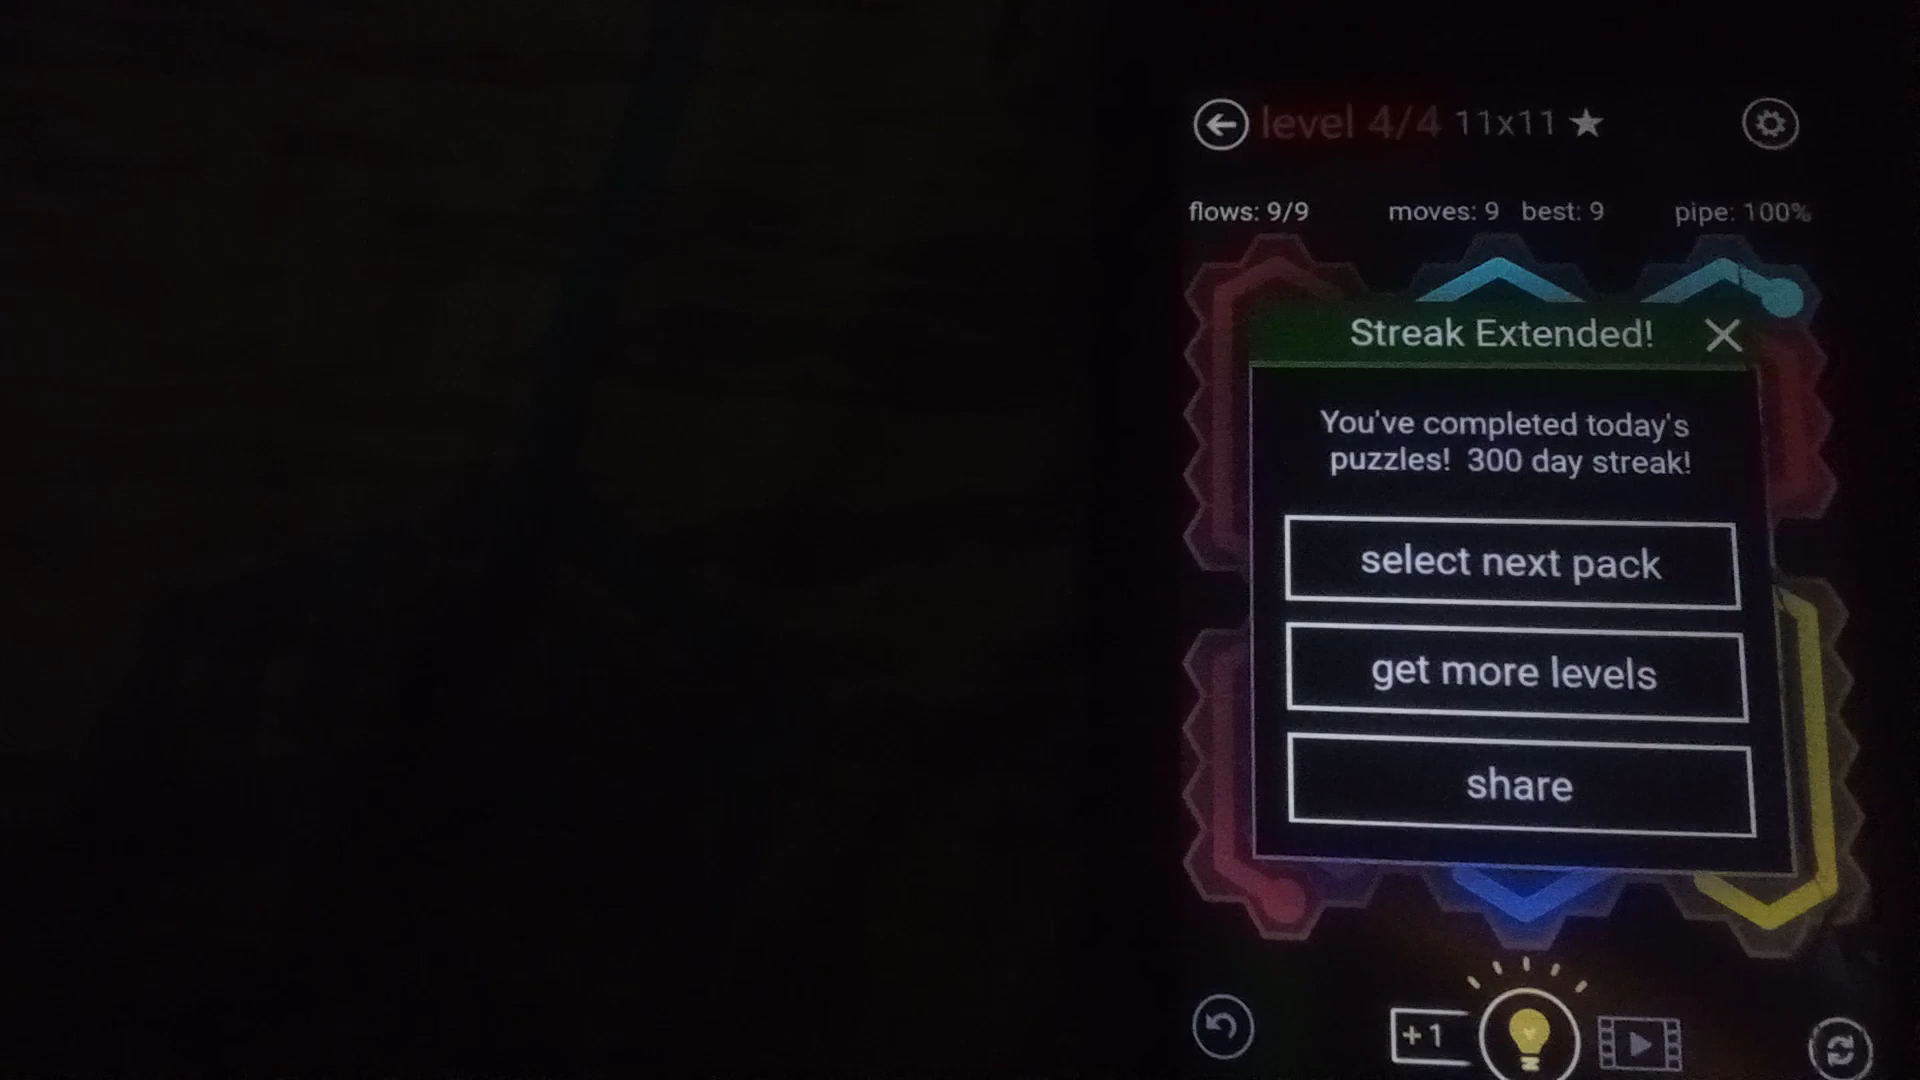 level 4/4 11x11
flows: 9/9 moves: 9 best: 9 pipe: 100%
Streak Extended!
You've completed today's
puzzles! 300 day streak!
select next pack
get more levels
share
+1